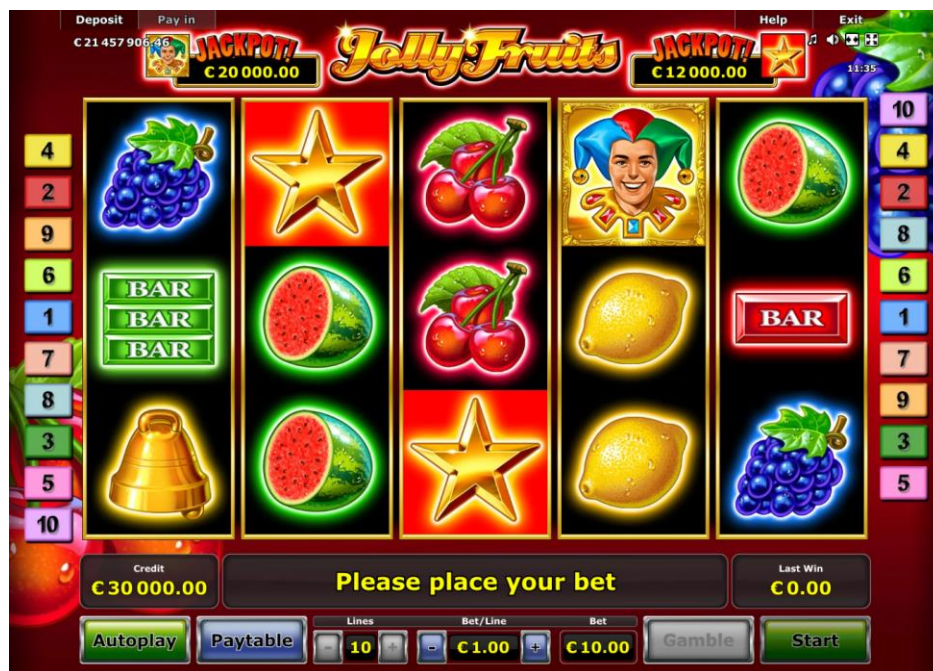 Deposit Pay in Help Exit
€ 21 457 906.46
JACKPOT! Jolly Fruits JACKPOT!
€ 20 000.00 € 12 000.00
11:35
10
4 4
2 2
9 8
BAR
6 6
BAR
1 BAR 1
BAR
7 7
8 9
3 3
5 5
10
Credit Last Win
€ 30 000.00 Please place your bet € 0.00
Lines Bet/Line Bet
Autoplay Paytable - 10 + - € 1.00 + € 10.00 Gamble Start